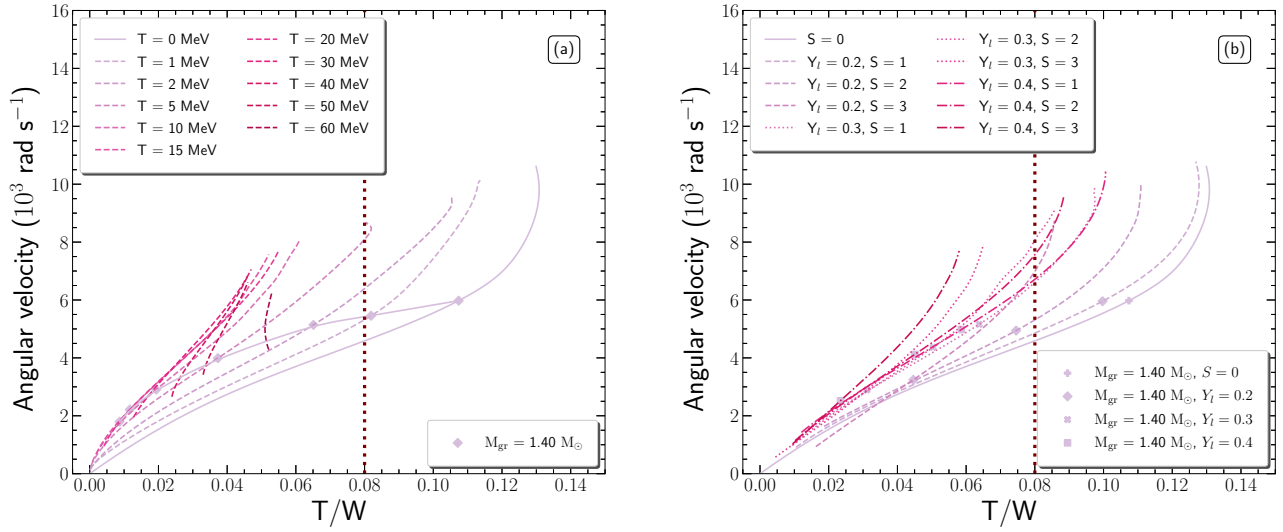 16
14
12
10
8
6
4
2
0
Angular velocity (10³ rad s⁻¹)
T = 0 MeV
T = 1 MeV
T = 2 MeV
T = 5 MeV
T = 10 MeV
T = 15 MeV
T = 20 MeV
T = 30 MeV
T = 40 MeV
T = 50 MeV
T = 60 MeV
(a)
M_gr = 1.40 M_⊙
0.00 0.02 0.04 0.06 0.08 0.10 0.12 0.14
T/W
16
14
12
10
8
6
4
2
0
Angular velocity (10³ rad s⁻¹)
S = 0
Y_l = 0.2, S = 1
Y_l = 0.2, S = 2
Y_l = 0.2, S = 3
Y_l = 0.3, S = 1
Y_l = 0.3, S = 2
Y_l = 0.3, S = 3
Y_l = 0.4, S = 1
Y_l = 0.4, S = 2
Y_l = 0.4, S = 3
(b)
M_gr = 1.40 M_⊙, S = 0
M_gr = 1.40 M_⊙, Y_l = 0.2
M_gr = 1.40 M_⊙, Y_l = 0.3
M_gr = 1.40 M_⊙, Y_l = 0.4
0.00 0.02 0.04 0.06 0.08 0.10 0.12 0.14
T/W